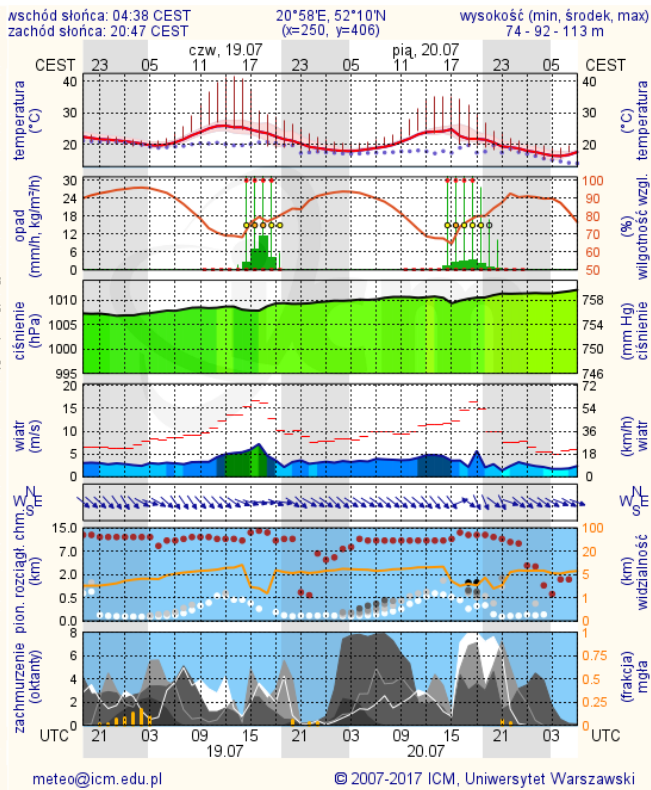 wschód słońca: 04:38 CEST 20°58'E, 52°10'N wysokość (min, środek, max)
zachód słońca: 20:47 CEST (x=250, y=406) 74 - 92 - 113 m
czw, 19.07 pią, 20.07
CEST 23 05 11 17 23 05 11 17 23 05 CEST
temperatura (°C)
40 30 20
40 30 20
temperatura (°C)
opad (mm/h, kg/m²/h)
30 24 18 12 6 0
100 90 80 70 60 50
(%) wilgotność wzgl.
ciśnienie (hPa)
1010 1005 1000 995
758 754 750 746
(mm Hg) ciśnienie
wiatr (m/s)
20 15 10 5 0
72 54 36 18 0
(km/h) wiatr
N W E S
N W E S
pion. rozciągł. chm. (km)
15.0 7.0 2.0 0.5 0.0
100 20 5 1 0
(km) widzialność
zachmurzenie (oktanty)
8 6 4 2 0
1 0.75 0.5 0.25 0
(frakcja) mgła
UTC 21 03 09 15 21 03 09 15 21 03 UTC
19.07 20.07
meteo@icm.edu.pl © 2007-2017 ICM, Uniwersytet Warszawski